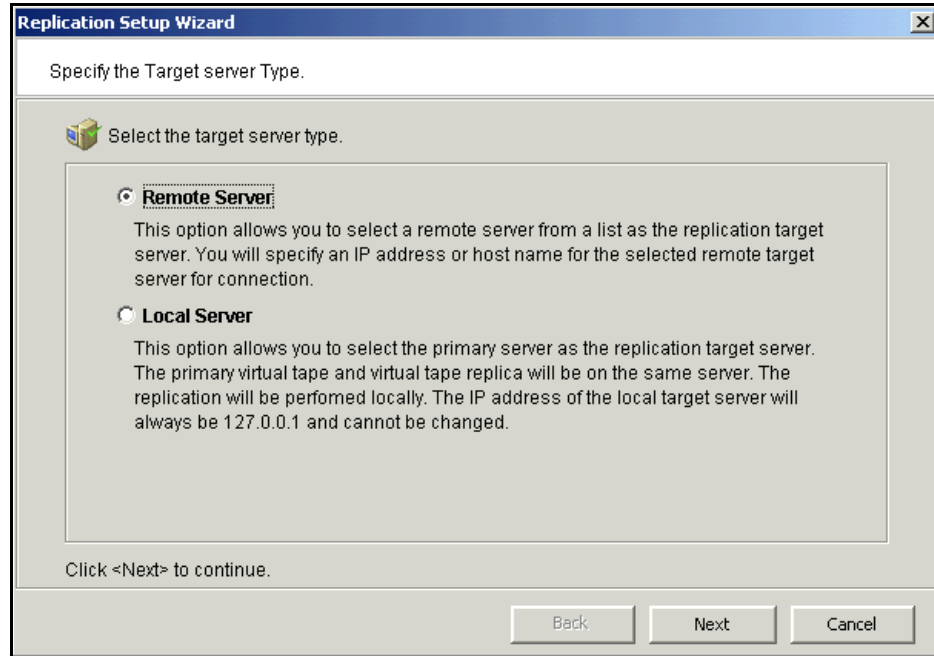 Replication Setup Wizard
Specify the Target server Type.
Select the target server type.
Remote Server
This option allows you to select a remote server from a list as the replication target
server. You will specify an IP address or host name for the selected remote target
server for connection.
Local Server
This option allows you to select the primary server as the replication target server.
The primary virtual tape and virtual tape replica will be on the same server. The
replication will be perfomed locally. The IP address of the local target server will
always be 127.0.0.1 and cannot be changed.
Click <Next> to continue.
Back
Next
Cancel